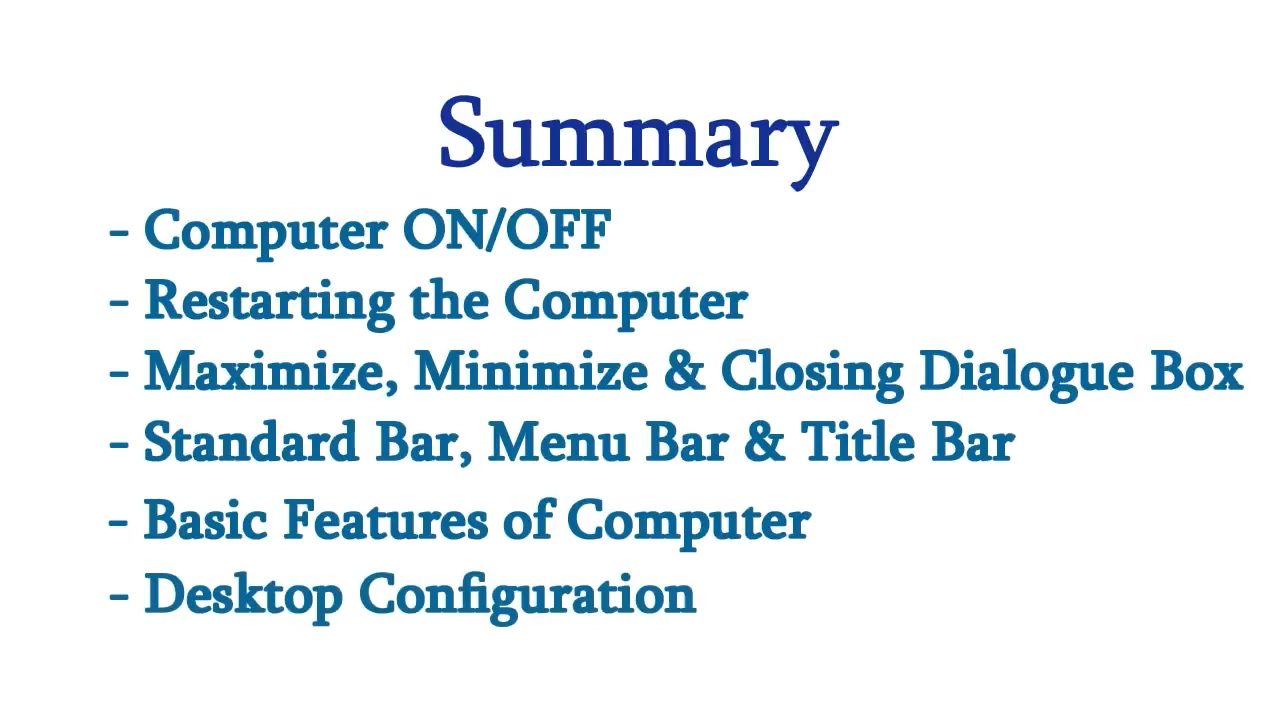 Summary
- Computer ON/OFF
- Restarting the Computer
- Maximize, Minimize & Closing Dialogue Box
- Standard Bar, Menu Bar & Title Bar
- Basic Features of Computer
- Desktop Configuration